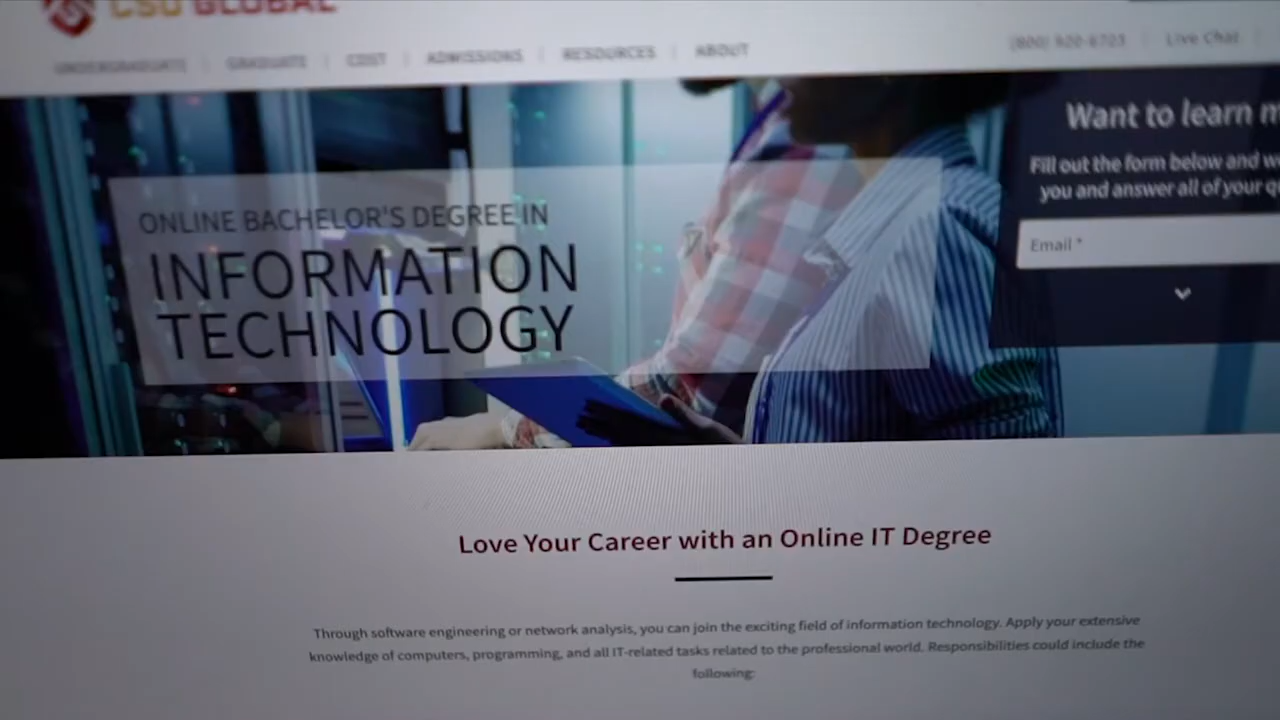 CSU GLOBAL
UNDERGRADUATE | GRADUATE | COST | ADMISSIONS | RESOURCES | ABOUT
(800) 920-6723 | Live Chat |
Want to learn m
Fill out the form below and w
you and answer all of your q
Email *
ONLINE BACHELOR'S DEGREE IN
INFORMATION
TECHNOLOGY
Love Your Career with an Online IT Degree
Through software engineering or network analysis, you can join the exciting field of information technology. Apply your extensive
knowledge of computers, programming, and all IT-related tasks related to the professional world. Responsibilities could include the
following: